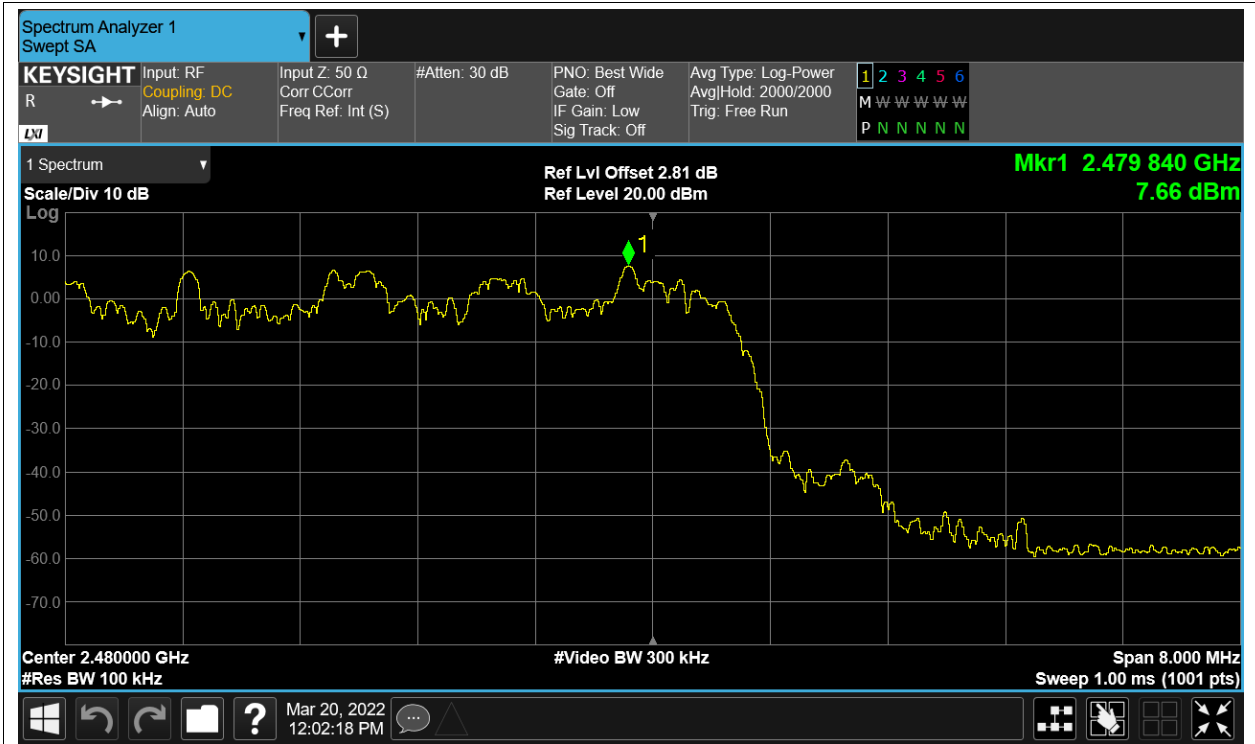 Spectrum Analyzer 1
Swept SA
KEYSIGHT
R
LXI
Input: RF
Coupling: DC
Align: Auto
Input Z: 50 Ω
Corr CCorr
Freq Ref: Int (S)
#Atten: 30 dB
PNO: Best Wide
Gate: Off
IF Gain: Low
Sig Track: Off
Avg Type: Log-Power
Avg|Hold: 2000/2000
Trig: Free Run
1 2 3 4 5 6
M W W W W W
P N N N N N
1 Spectrum
Scale/Div 10 dB
Log
Ref Lvl Offset 2.81 dB
Ref Level 20.00 dBm
Mkr1 2.479 840 GHz
7.66 dBm
1
10.0
0.00
-10.0
-20.0
-30.0
-40.0
-50.0
-60.0
-70.0
Center 2.480000 GHz
#Res BW 100 kHz
#Video BW 300 kHz
Span 8.000 MHz
Sweep 1.00 ms (1001 pts)
?
Mar 20, 2022
12:02:18 PM